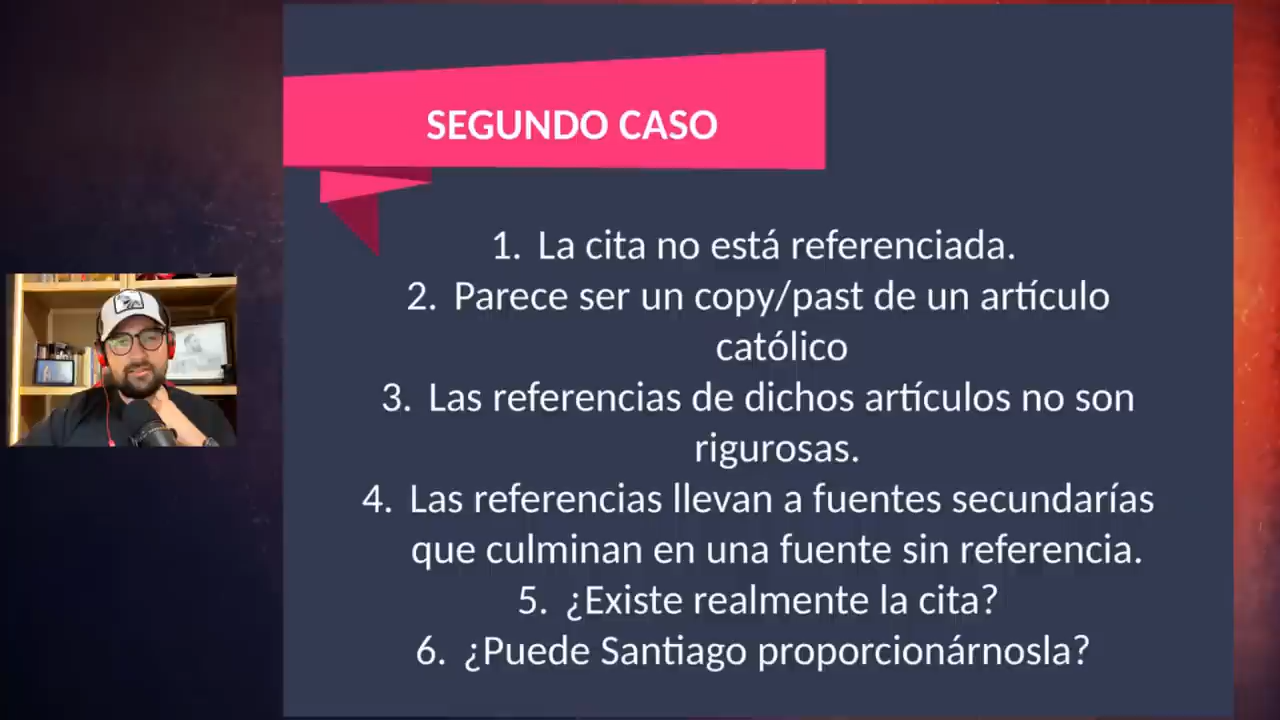 SEGUNDO CASO
1. La cita no está referenciada.
2. Parece ser un copy/past de un artículo
católico
3. Las referencias de dichos artículos no son
rigurosas.
4. Las referencias llevan a fuentes secundarías
que culminan en una fuente sin referencia.
5. ¿Existe realmente la cita?
6. ¿Puede Santiago proporcionárnosla?